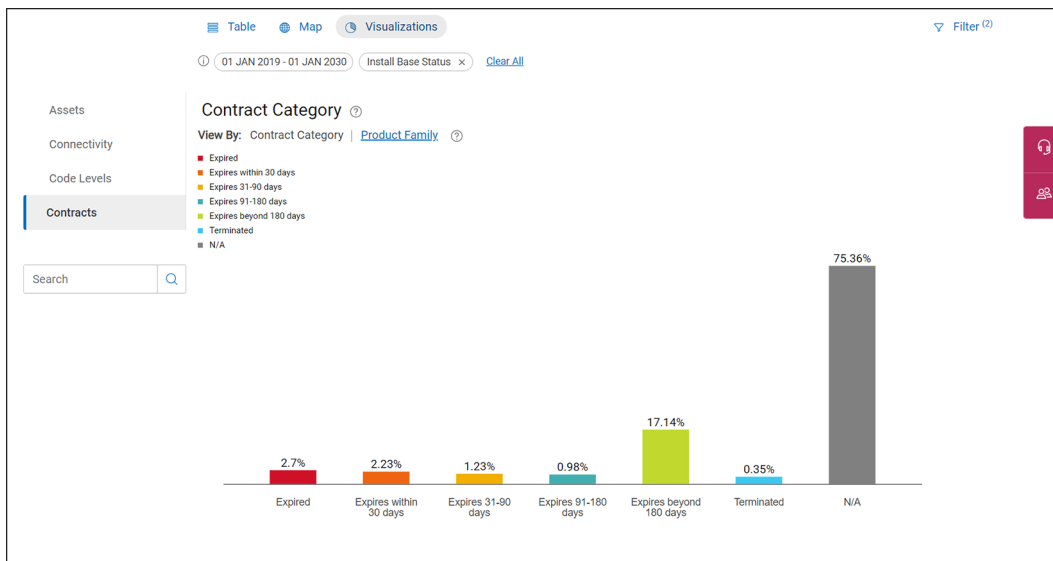 Table Map Visualizations Filter (2)
01 JAN 2019 - 01 JAN 2030 Install Base Status × Clear All
Assets
Connectivity
Code Levels
Contracts
Search
Contract Category
View By: Contract Category | Product Family
Expired
Expires within 30 days
Expires 31-90 days
Expires 91-180 days
Expires beyond 180 days
Terminated
N/A
2.7%
2.23%
1.23%
0.98%
17.14%
0.35%
75.36%
Expired
Expires within
30 days
Expires 31-90
days
Expires 91-180
days
Expires beyond
180 days
Terminated
N/A